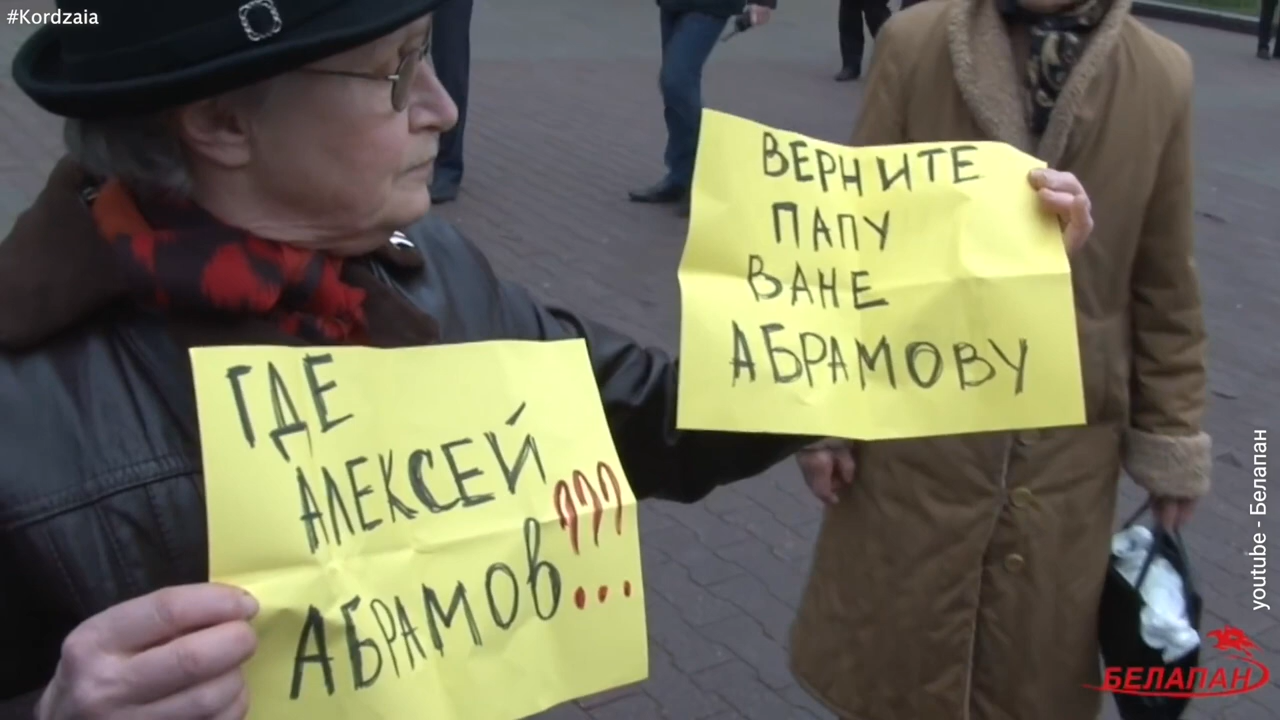 #Kordzaia
ВЕРНИТЕ
ПАПУ
ВАНЕ
АБРАМОВУ
ГДЕ
АЛЕКСЕЙ
АБРАМОВ???...
youtube - Белапан
БЕЛАПАН